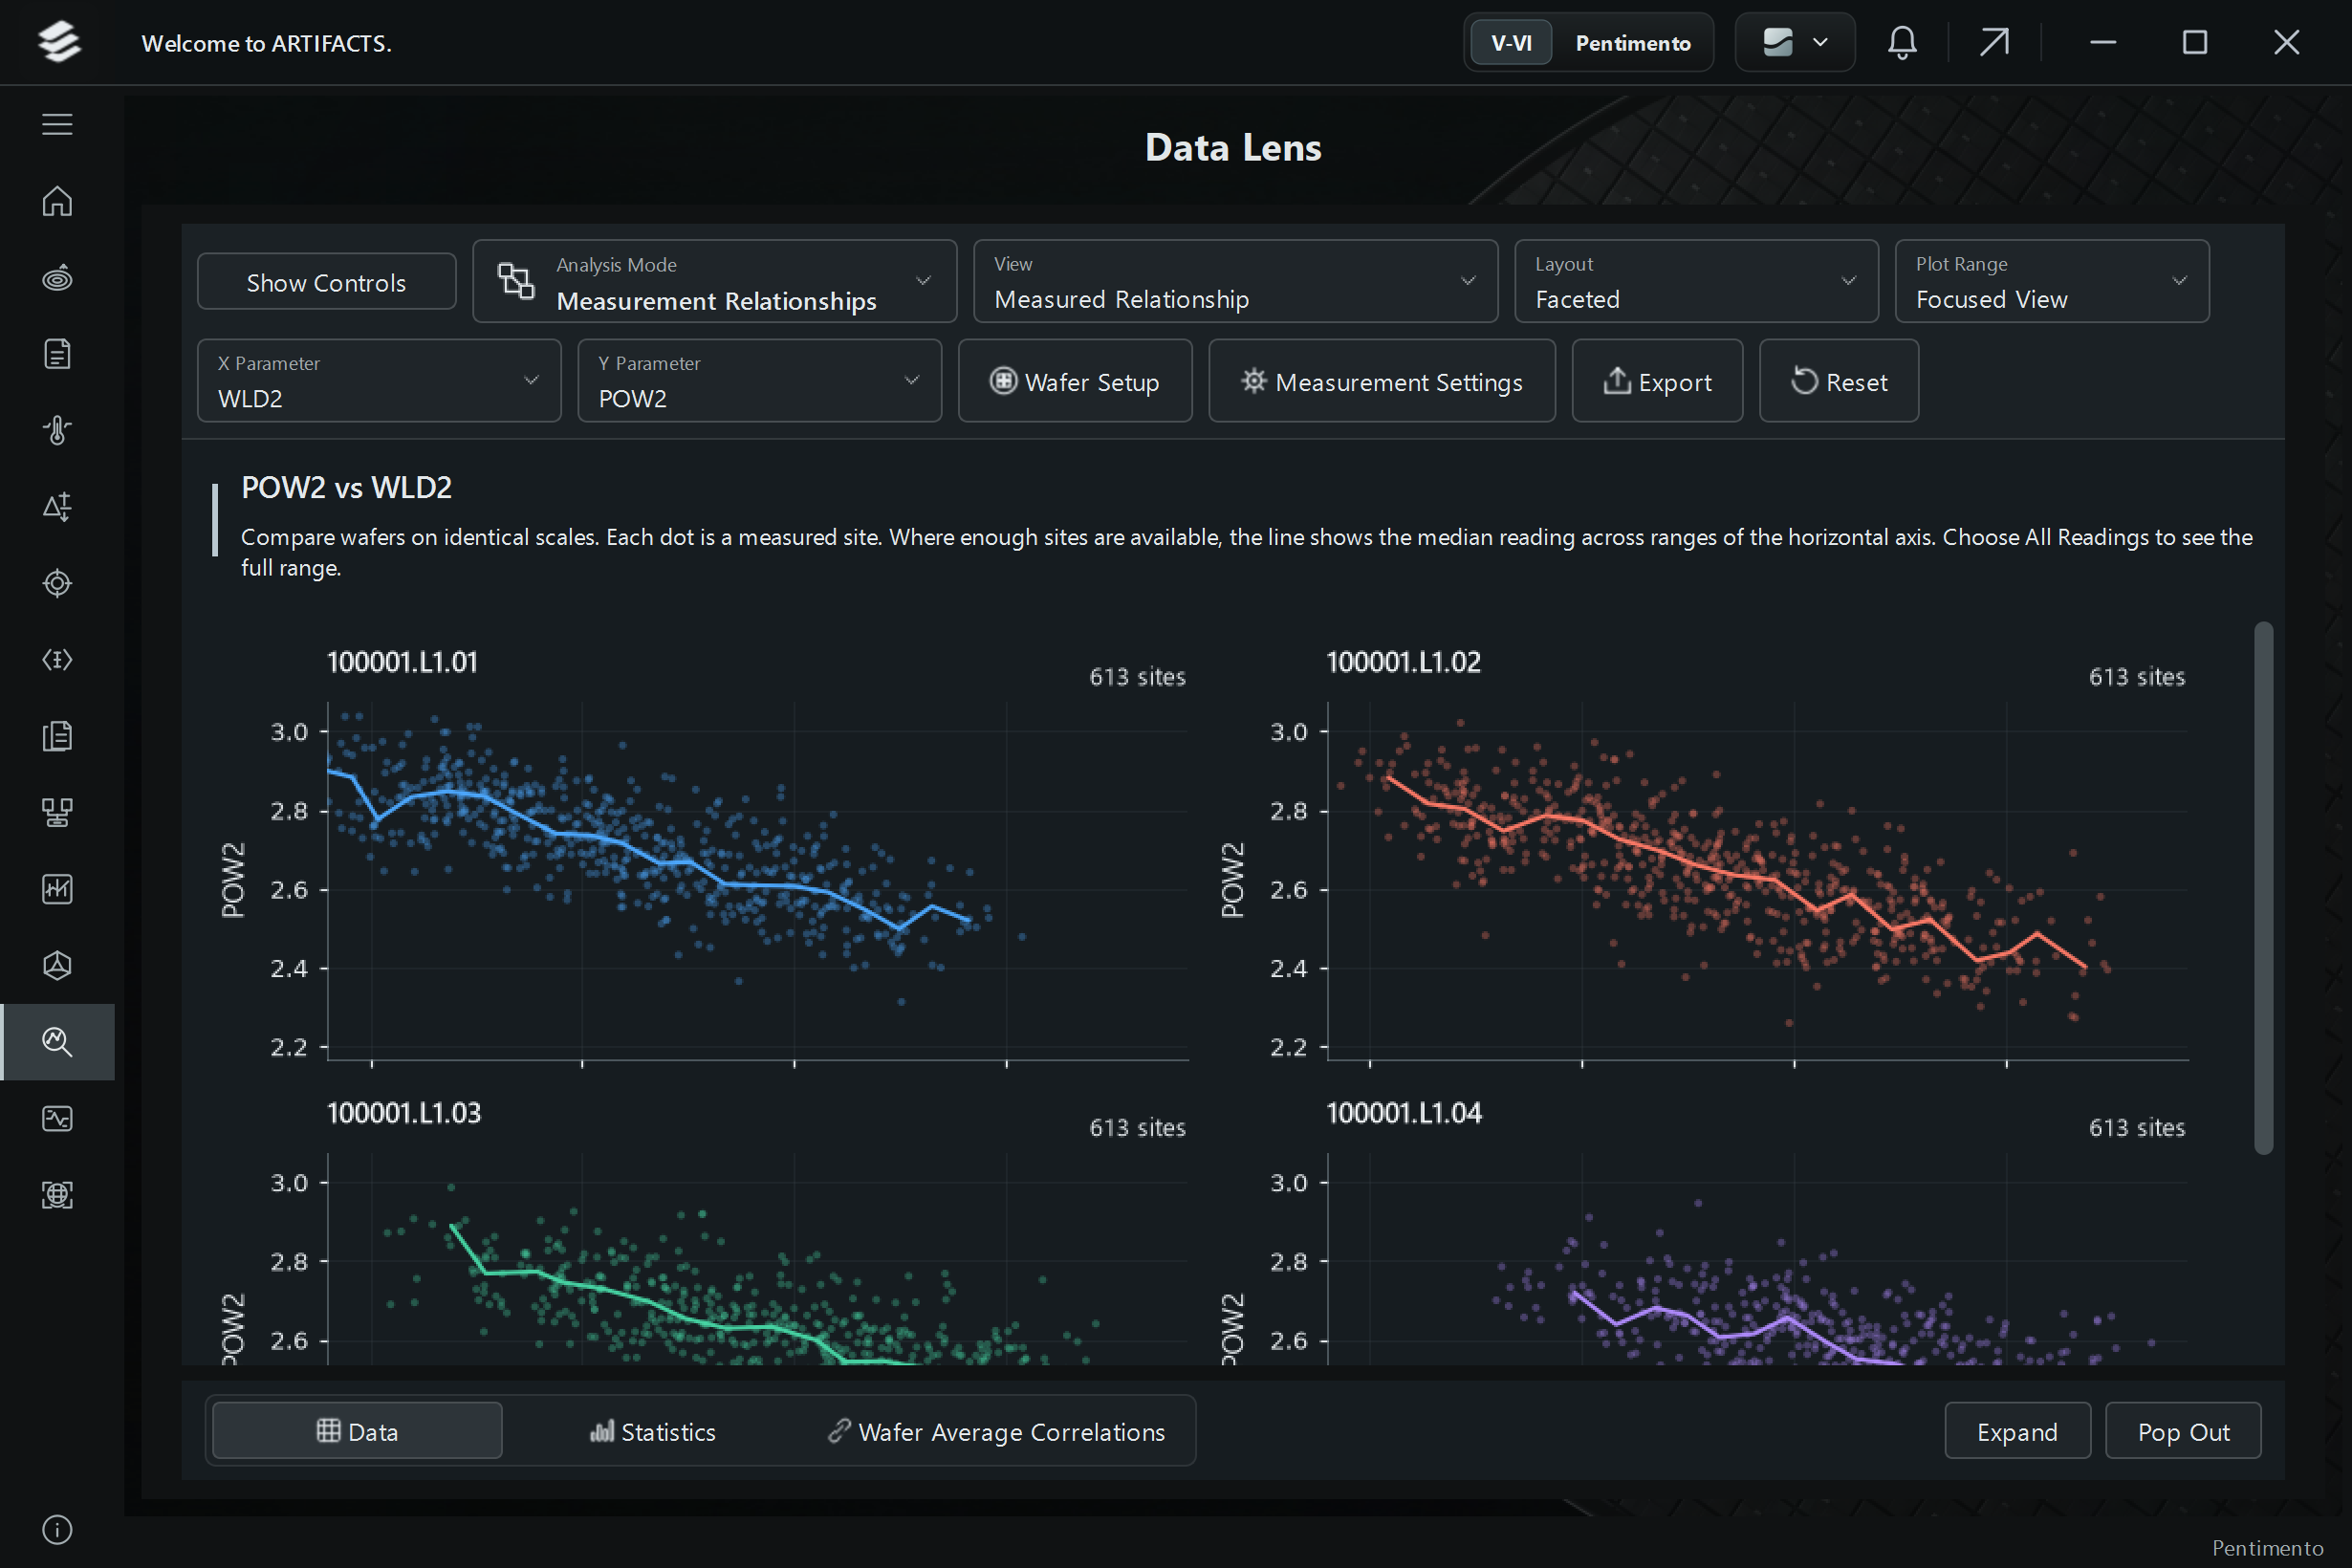 Welcome to ARTIFACTS.
V-VI Pentimento
Data Lens
Show Controls
Analysis Mode
Measurement Relationships
View
Measured Relationship
Layout
Faceted
Plot Range
Focused View
X Parameter
WLD2
Y Parameter
POW2
Wafer Setup
Measurement Settings
Export
Reset
POW2 vs WLD2
Compare wafers on identical scales. Each dot is a measured site. Where enough sites are available, the line shows the median reading across ranges of the horizontal axis. Choose All Readings to see the
full range.
100001.L1.01
613 sites
3.0
2.8
2.6
2.4
2.2
POW2
100001.L1.02
613 sites
3.0
2.8
2.6
2.4
2.2
POW2
100001.L1.03
613 sites
3.0
2.8
2.6
POW2
100001.L1.04
613 sites
3.0
2.8
2.6
POW2
Data
Statistics
Wafer Average Correlations
Expand
Pop Out
Pentimento